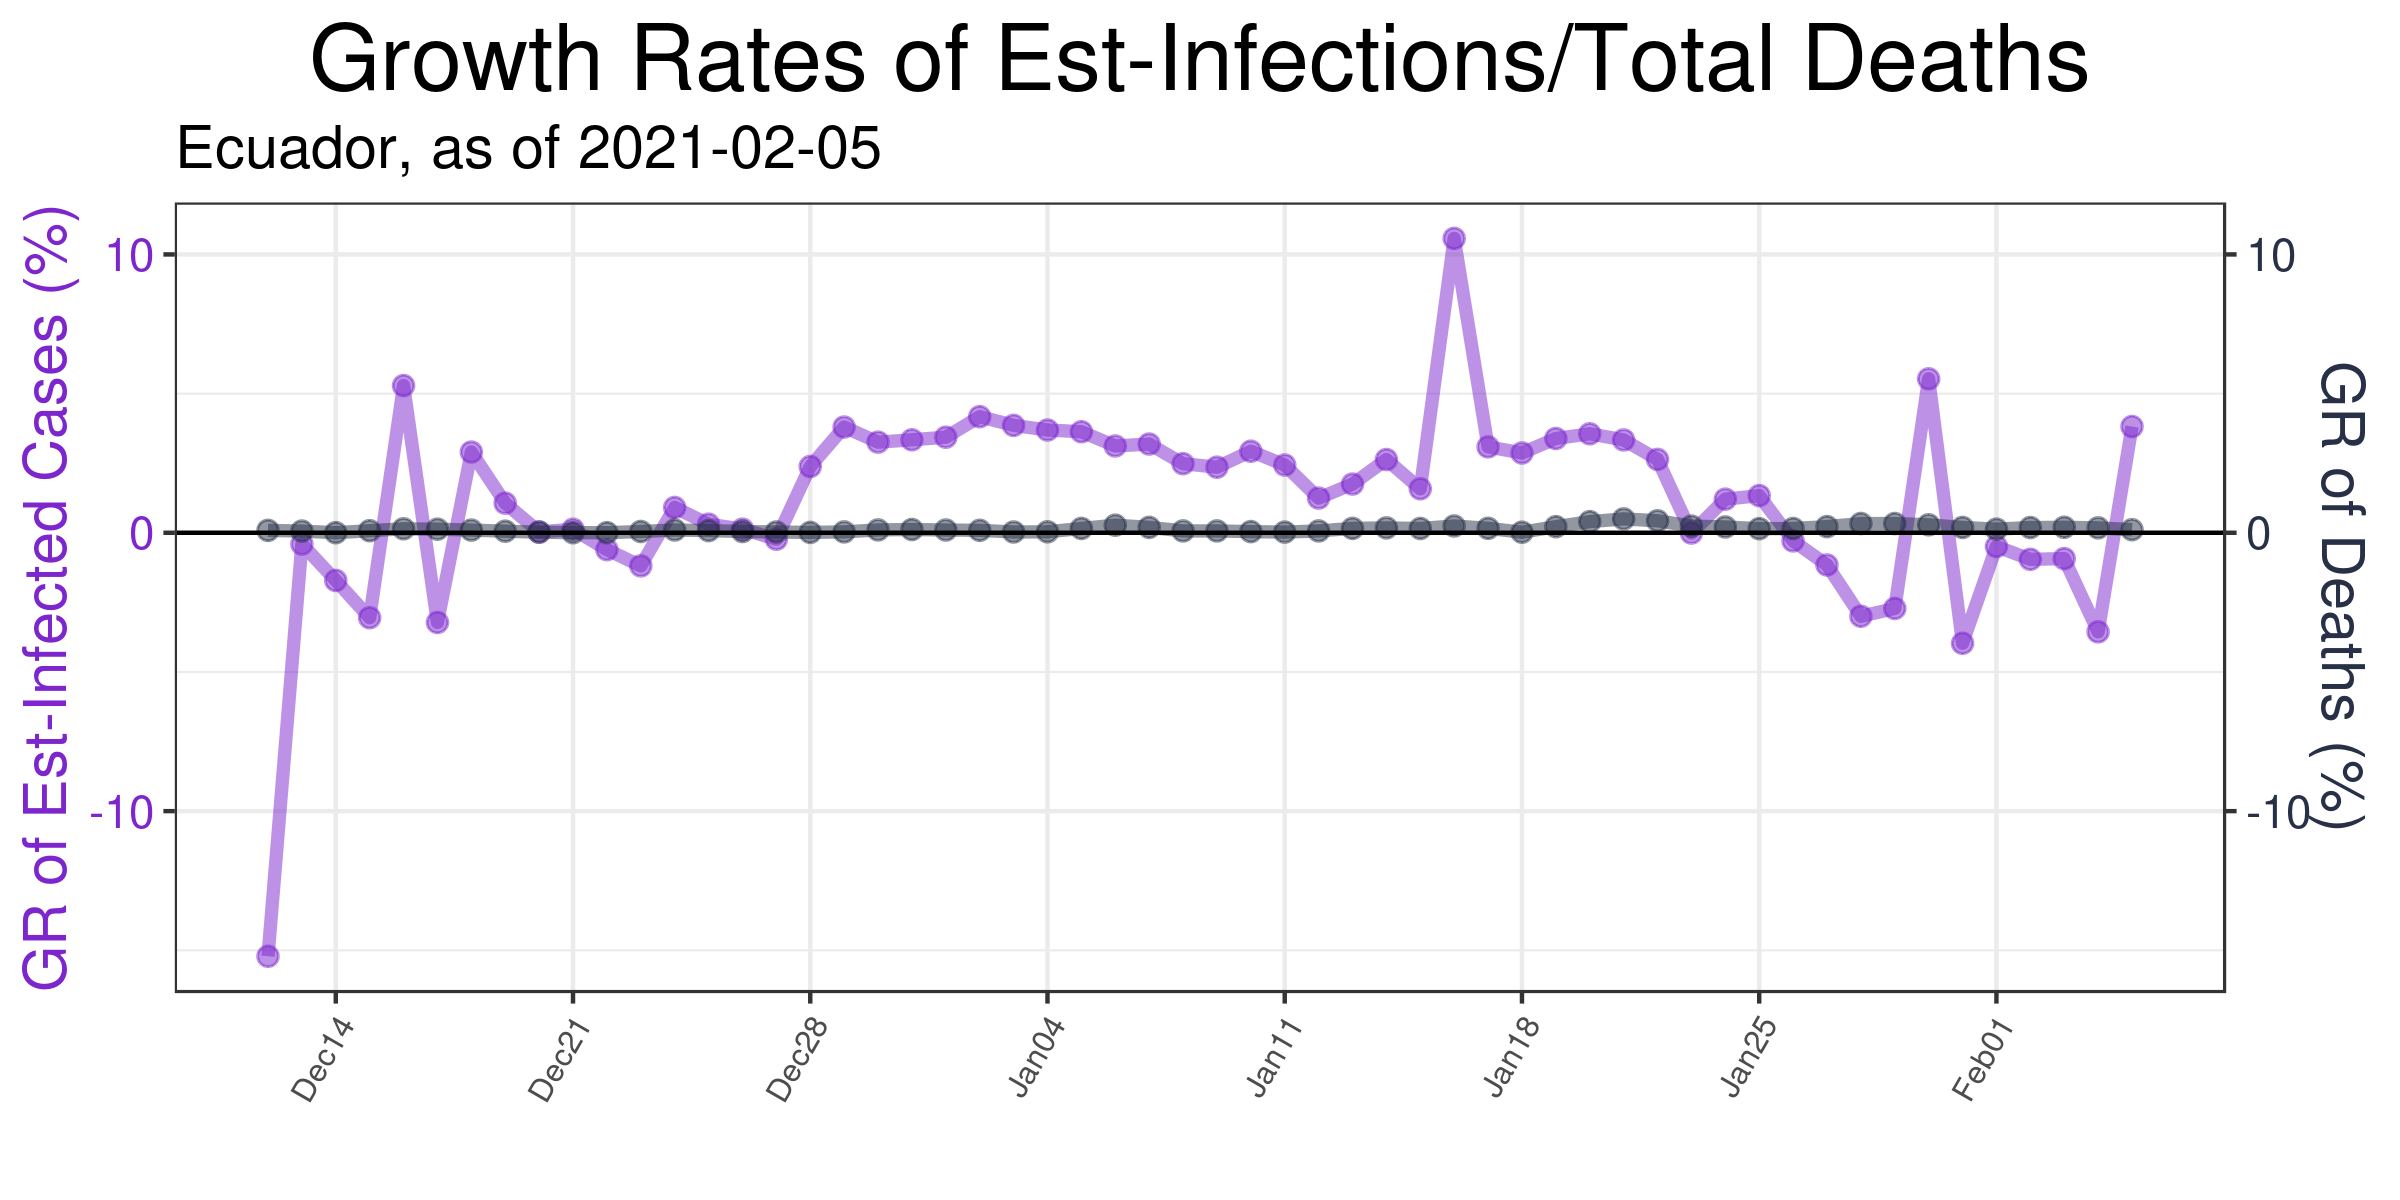 Growth Rates of Est-Infections/Total Deaths
Ecuador, as of 2021-02-05
GR of Est-Infected Cases (%)
10
0
-10
10
0
-10
GR of Deaths (%)
Dec14
Dec21
Dec28
Jan04
Jan11
Jan18
Jan25
Feb01